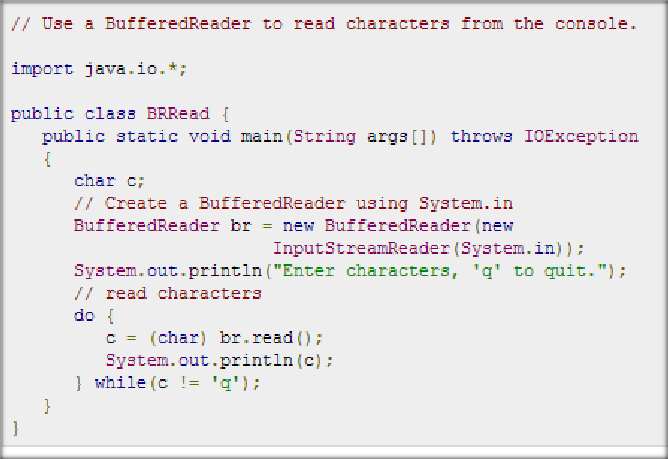 // Use a BufferedReader to read characters from the console.
import java.io.*;
public class BRRead {
public static void main(String args[]) throws IOException
{
char c;
// Create a BufferedReader using System.in
BufferedReader br = new BufferedReader(new
InputStreamReader(System.in));
System.out.println("Enter characters, 'q' to quit.");
// read characters
do {
c = (char) br.read();
System.out.println(c);
} while(c != 'q');
}
}